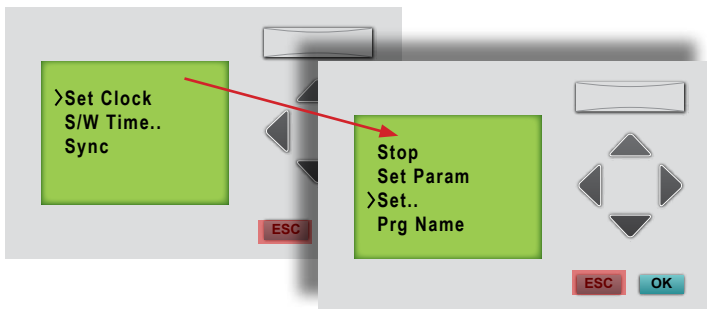 >Set Clock
S/W Time..
Sync
ESC
Stop
Set Param
>Set..
Prg Name
ESC OK